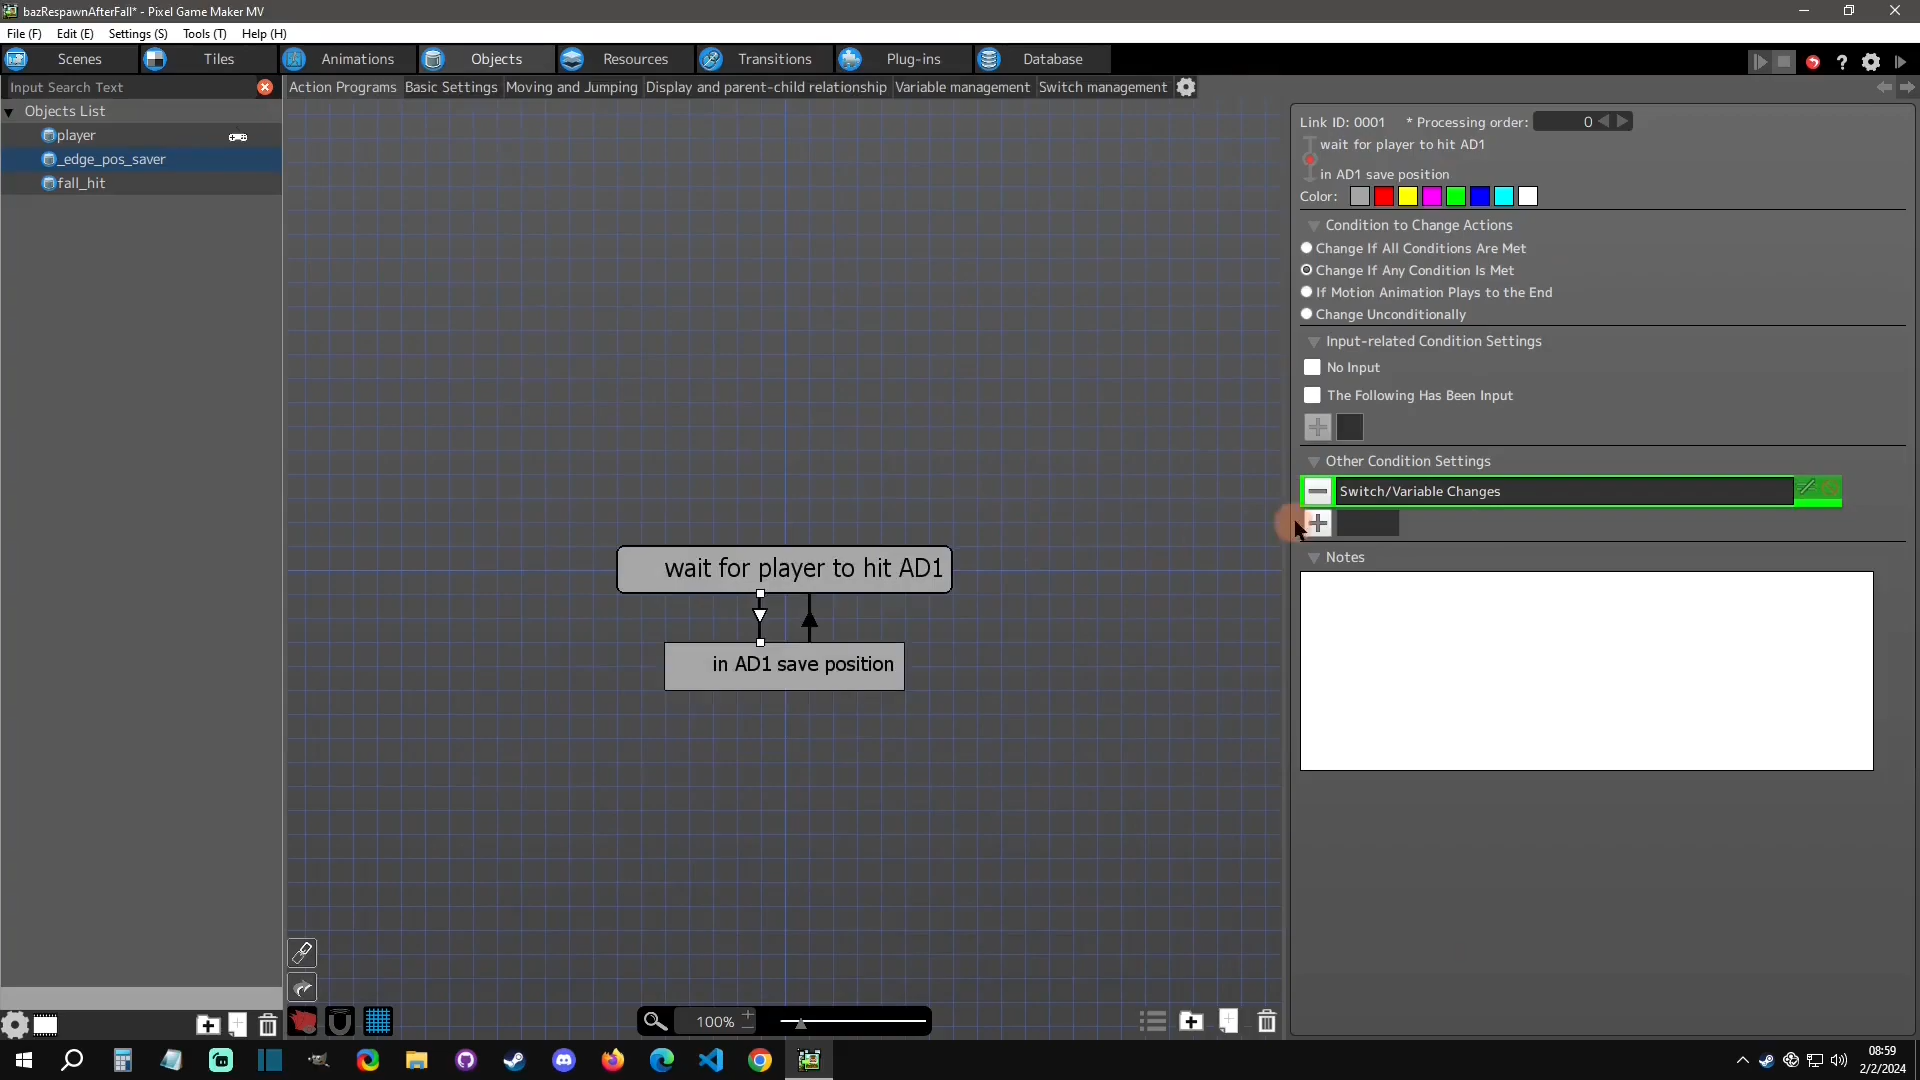 bazRespawnAfterFall* - Pixel Game Maker MV
File (F) Edit (E) Settings (S) Tools (T) Help (H)
Scenes Tiles Animations Objects Resources Transitions Plug-ins Database
Input Search Text
Action Programs Basic Settings Moving and Jumping Display and parent-child relationship Variable management Switch management
Objects List
player
_edge_pos_saver
fall_hit
Link ID: 0001 * Processing order: 0
wait for player to hit AD1
in AD1 save position
Color:
Condition to Change Actions
Change If All Conditions Are Met
Change If Any Condition Is Met
If Motion Animation Plays to the End
Change Unconditionally
Input-related Condition Settings
No Input
The Following Has Been Input
Other Condition Settings
Switch/Variable Changes
Notes
wait for player to hit AD1
in AD1 save position
100%
08:59
2/2/2024